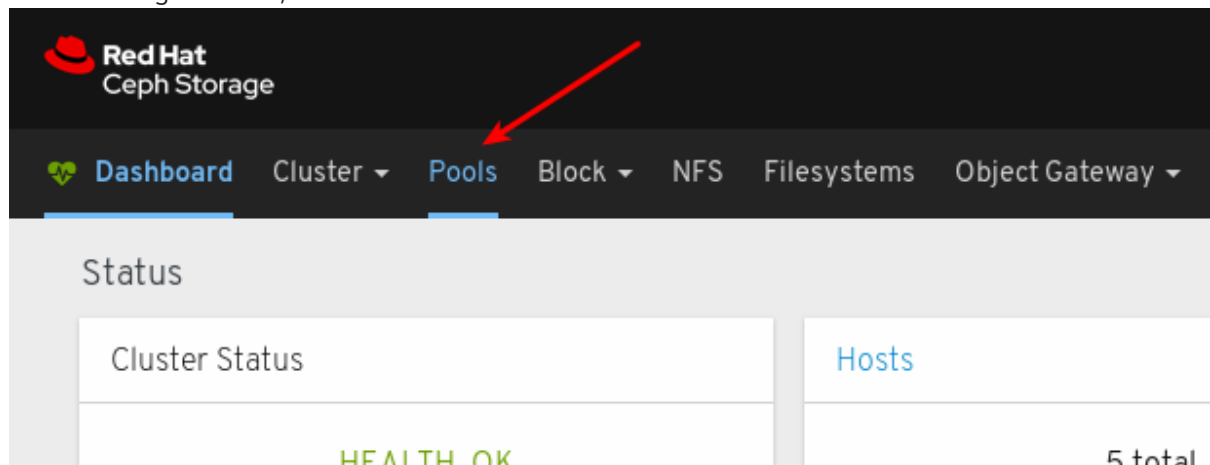 Red Hat
Ceph Storage
Dashboard Cluster Pools Block NFS Filesystems Object Gateway
Status
Cluster Status
Hosts
HEALTH_OK
5 total